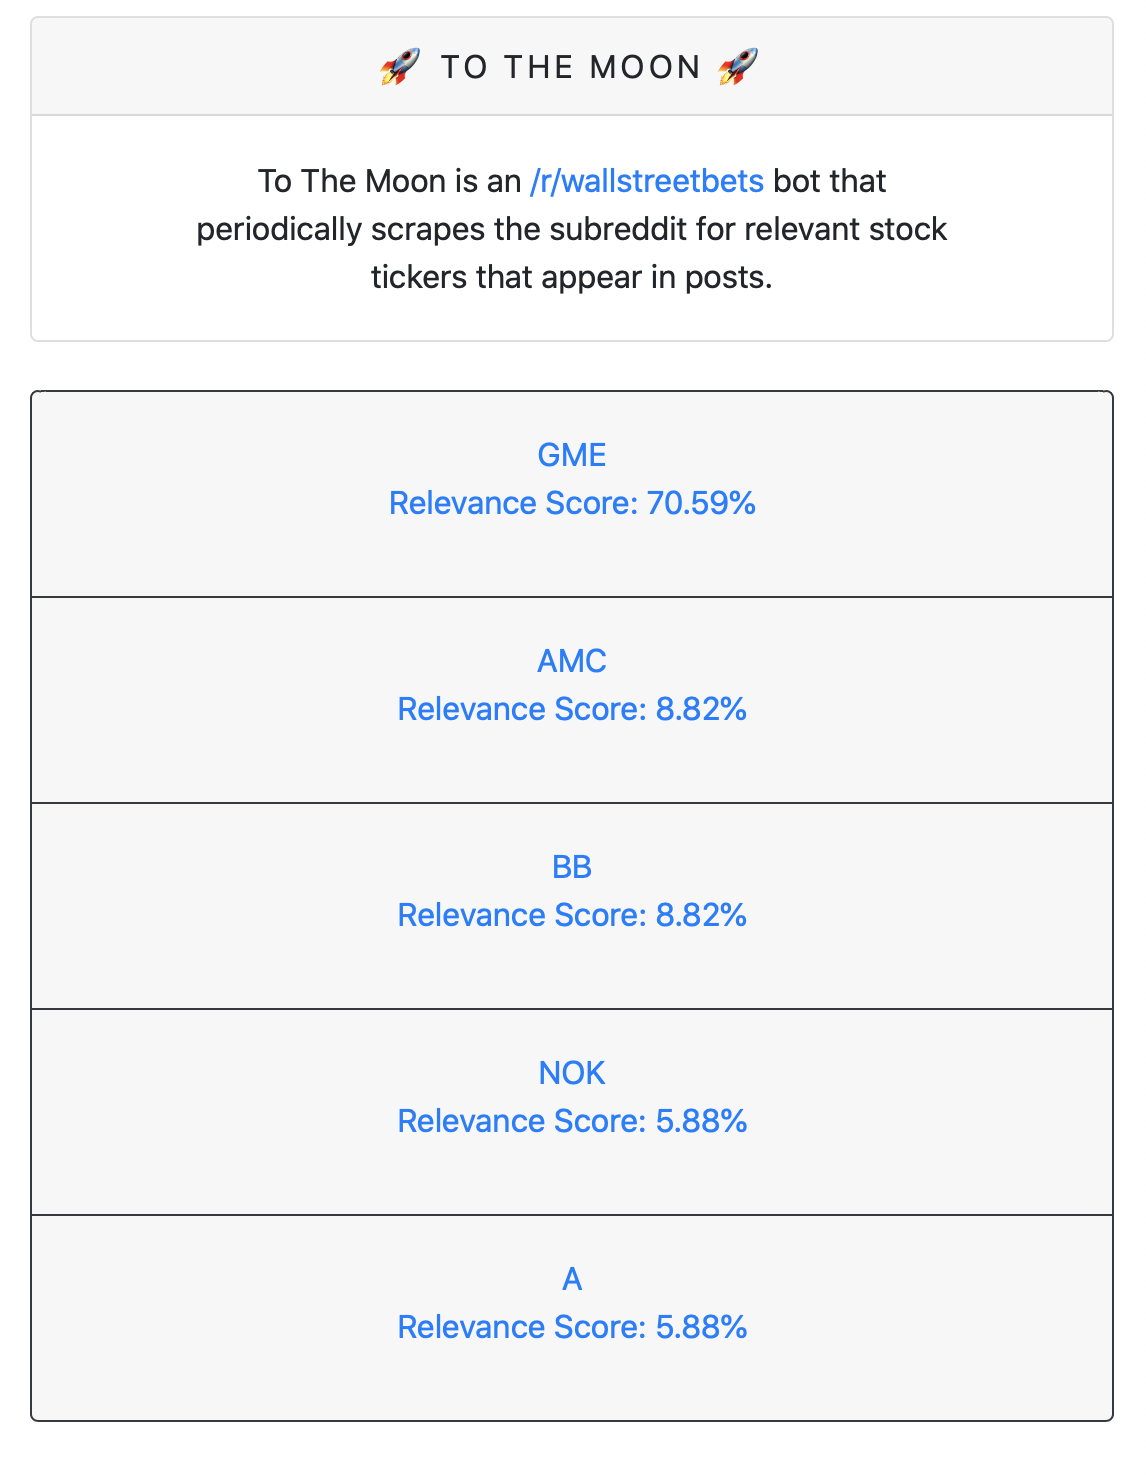 🚀 TO THE MOON 🚀
To The Moon is an /r/wallstreetbets bot that
periodically scrapes the subreddit for relevant stock
tickers that appear in posts.
GME
Relevance Score: 70.59%
AMC
Relevance Score: 8.82%
BB
Relevance Score: 8.82%
NOK
Relevance Score: 5.88%
A
Relevance Score: 5.88%